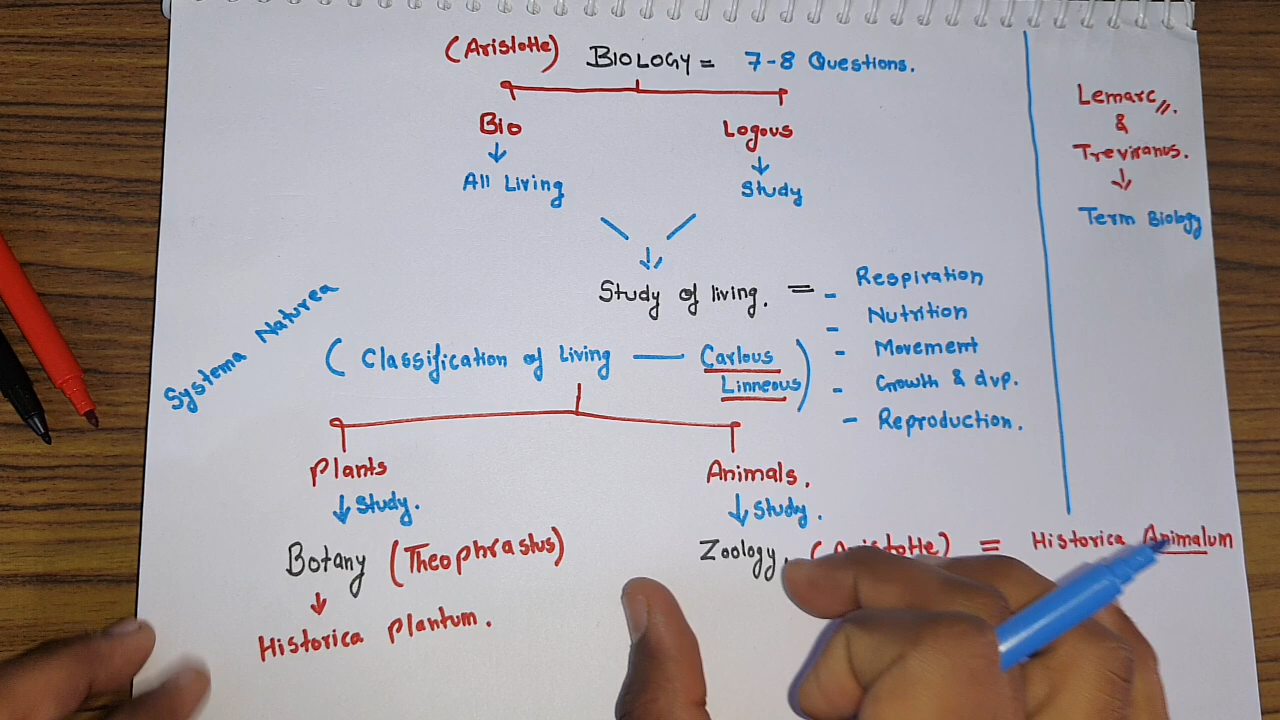 (Aristotle) BIOLOGY = 7-8 Questions.
Bio Logous
All Living Study
Study of living. =
- Respiration
- Nutrition
- Movement
- Growth & dvp.
- Reproduction.
Lemarc,,.
&
Treviranus.
Term Biology
Systema Naturea
(Classification of Living — Carlous
Linneous)
Plants Animals.
Study. Study.
Botany (Theophrastus) Zoology. (Aristotle) = Historica Animalum
Historica Plantum.